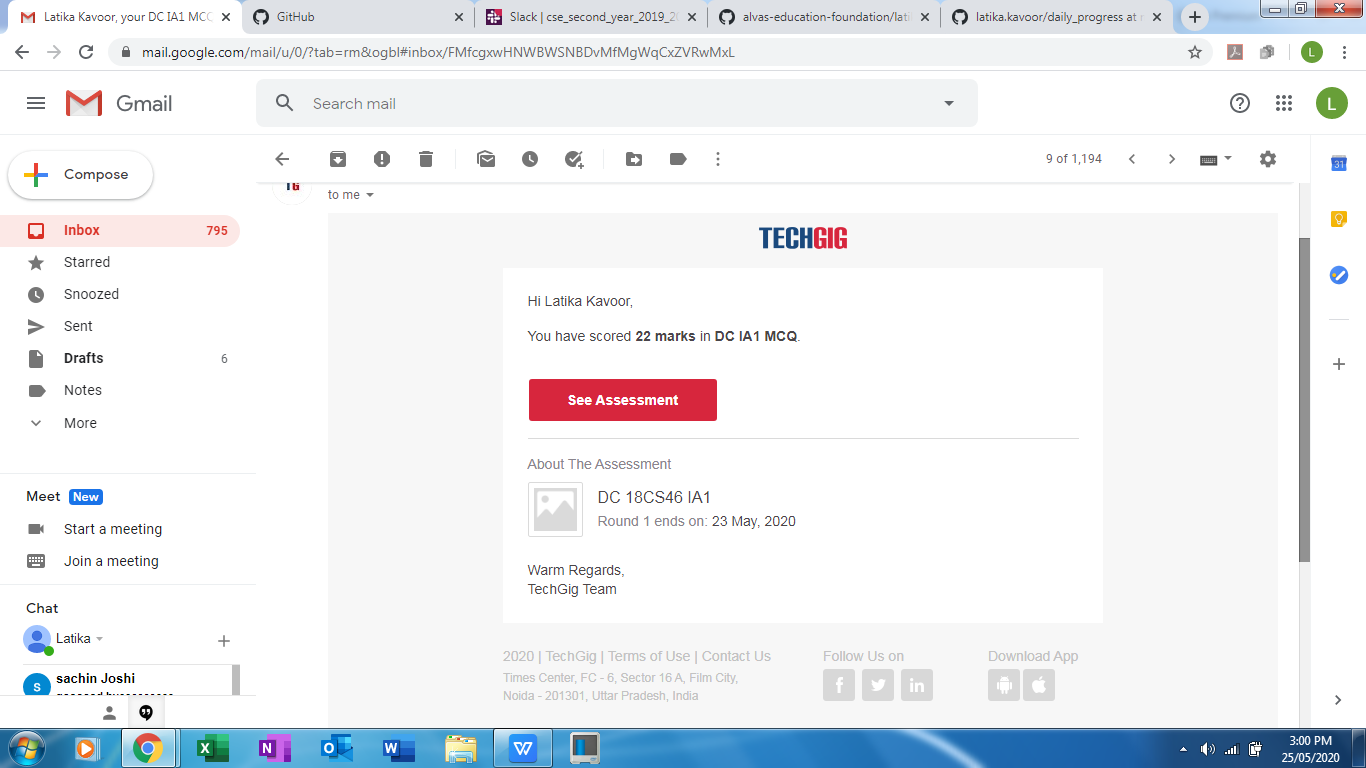 Latika Kavoor, your DC IA1 MCQ
GitHub
Slack | cse_second_year_2019_20
alvas-education-foundation/lati
latika.kavoor/daily_progress at
mail.google.com/mail/u/0/?tab=rm&ogbl#inbox/FMfcgxwHNWBWSNBDvMfMgWqCxZVRwMxL
L
Gmail
Search mail
L
Compose
9 of 1,194
31
Inbox 795
Starred
Snoozed
Sent
Drafts 6
Notes
More
Meet New
Start a meeting
Join a meeting
Chat
Latika
S
sachin Joshi
TG
to me
TECHGIG
Hi Latika Kavoor,
You have scored 22 marks in DC IA1 MCQ.
See Assessment
About The Assessment
DC 18CS46 IA1
Round 1 ends on: 23 May, 2020
Warm Regards,
TechGig Team
2020 | TechGig | Terms of Use | Contact Us
Times Center, FC - 6, Sector 16 A, Film City,
Noida - 201301, Uttar Pradesh, India
Follow Us on
Download App
3:00 PM
25/05/2020